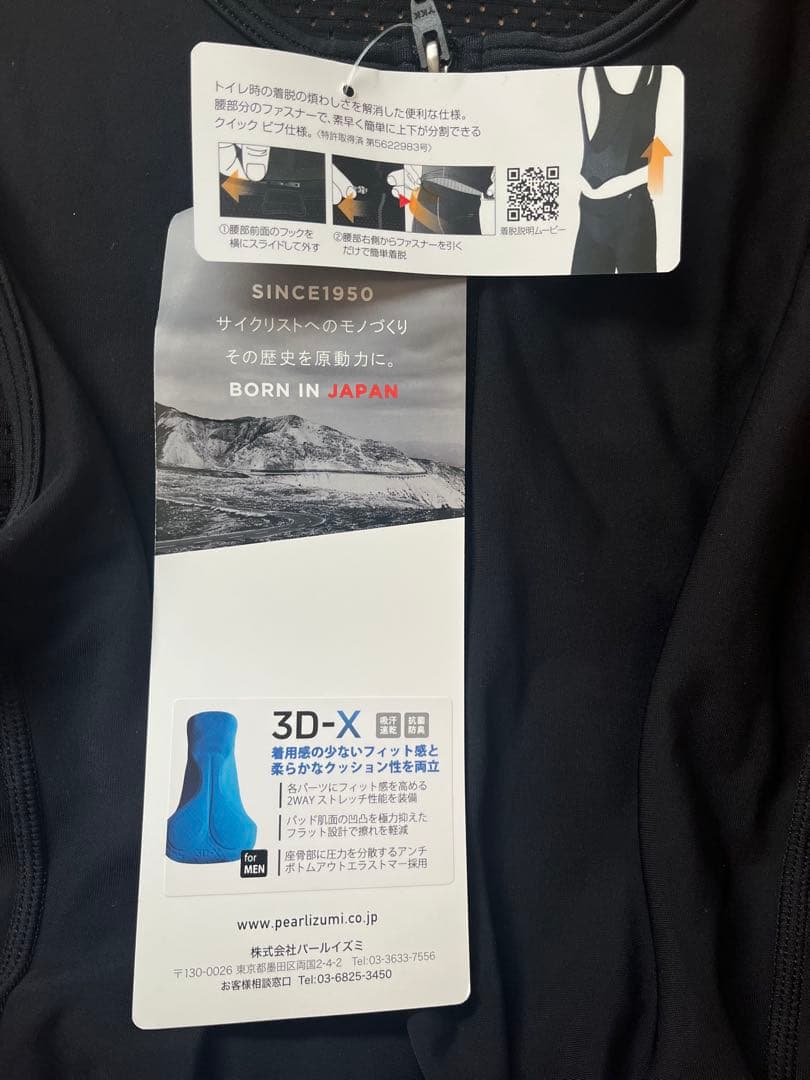 YKK
トイレ時の着脱の煩わしさを解消した便利な仕様。
腰部分のファスナーで、素早く簡単に上下が分割できる
クイック ビブ仕様。〈特許取得済 第5622983号〉
①腰部前面のフックを
横にスライドして外す
②腰部右側からファスナーを引く
だけで簡単着脱
着脱説明ムービー
SINCE1950
サイクリストへのモノづくり
その歴史を原動力に。
BORN IN JAPAN
3D-X
吸汗
速乾
抗菌
防臭
着用感の少ないフィット感と
柔らかなクッション性を両立
各パーツにフィット感を高める
2WAYストレッチ性能を装備
パッド肌面の凹凸を極力抑えた
フラット設計で擦れを軽減
座骨部に圧力を分散するアンチ
ボトムアウトエラストマー採用
3D-X
for
MEN
www.pearlizumi.co.jp
株式会社パールイズミ
〒130-0026 東京都墨田区両国2-4-2 Tel:03-3633-7556
お客様相談窓口 Tel:03-6825-3450